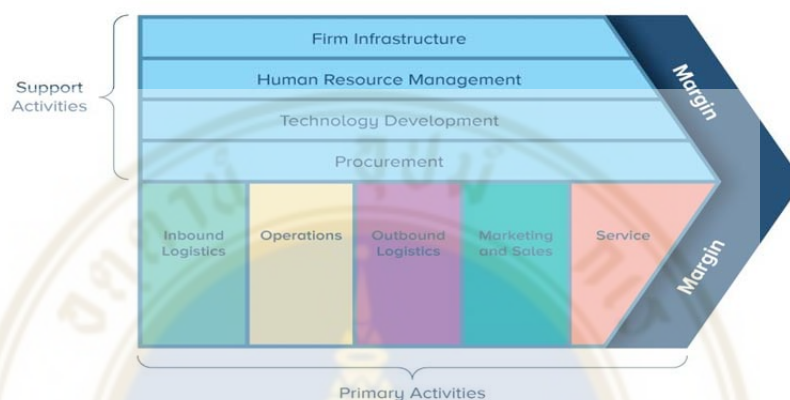 Firm Infrastructure
Human Resource Management
Support
Activities
Technology Development
Procurement
Margin
Inbound
Logistics
Operations
Outbound
Logistics
Marketing
and Sales
Service
Margin
Primary Activities